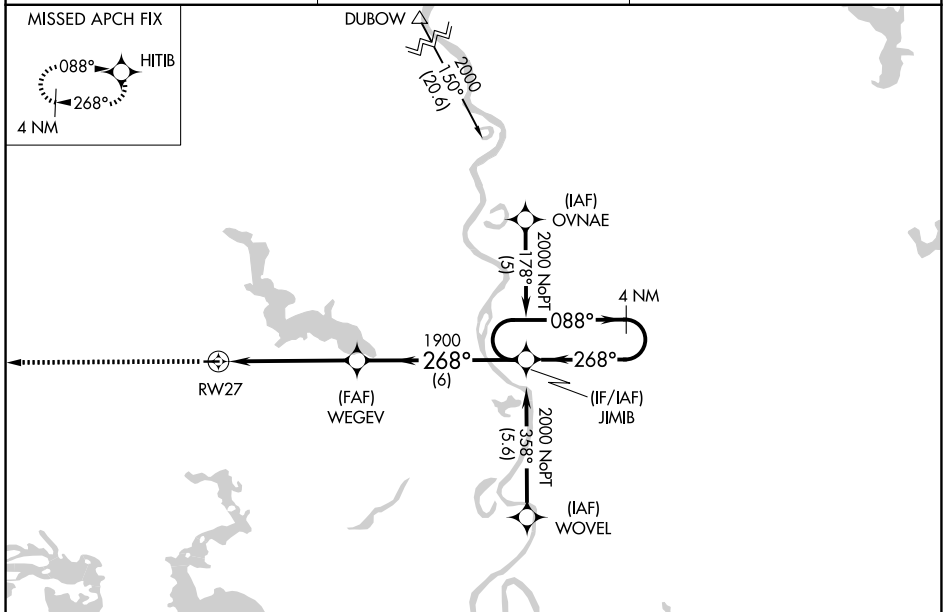 MISSED APCH FIX
HITIB
088°
268°
4 NM
DUBOW
2000
150°
(20.6)
(IAF)
OVNAE
2000 NoPT
178°
(5)
4 NM
088°
268°
1900
268°
(6)
RW27
(FAF)
WEGEV
(IF/IAF)
JIMIB
2000 NoPT
358°
(5.6)
(IAF)
WOVEL